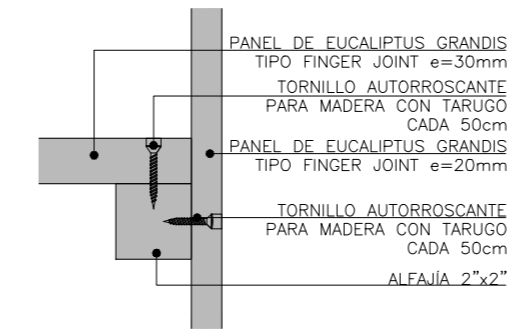 PANEL DE EUCALIPTUS GRANDIS
TIPO FINGER JOINT e=30mm
TORNILLO AUTORROSCANTE
PARA MADERA CON TARUGO
CADA 50cm
PANEL DE EUCALIPTUS GRANDIS
TIPO FINGER JOINT e=20mm
TORNILLO AUTORROSCANTE
PARA MADERA CON TARUGO
CADA 50cm
ALFAJÍA 2"x2"